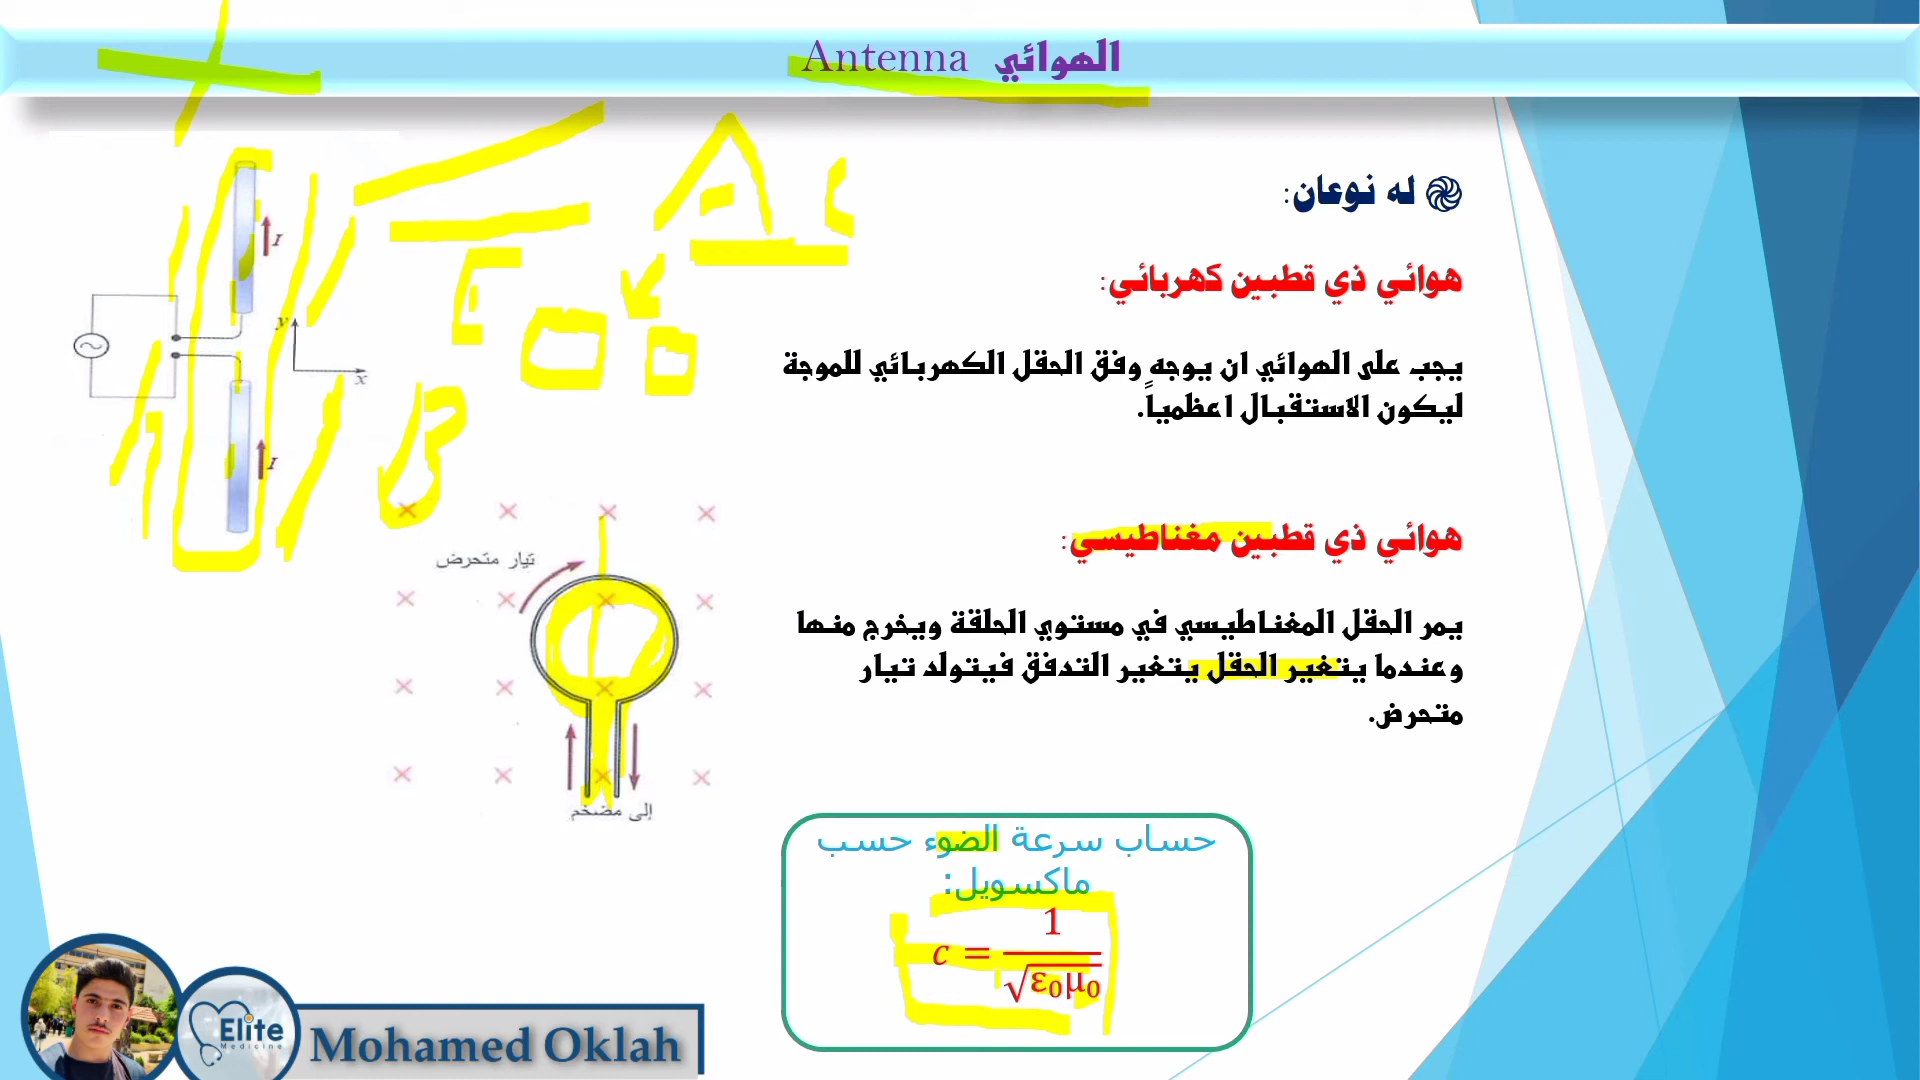 الهوائي Antenna
له نوعان:
هوائي ذي قطبين كهربائي:
يجب على الهوائي ان يوجه وفق الحقل الكهربائي للموجة
ليكون الاستقبال اعظمياً.
هوائي ذي قطبين مغناطيسي:
يمر الحقل المغناطيسي في مستوي الحلقة ويخرج منها
وعندما يتغير الحقل يتغير التدفق فيتولد تيار
متحرض.
I
y
x
I
تيار متحرض
إلى مضخم
حساب سرعة الضوء حسب
ماكسويل:
c = 1/√ε₀μ₀
Elite
Medicine
Mohamed Oklah